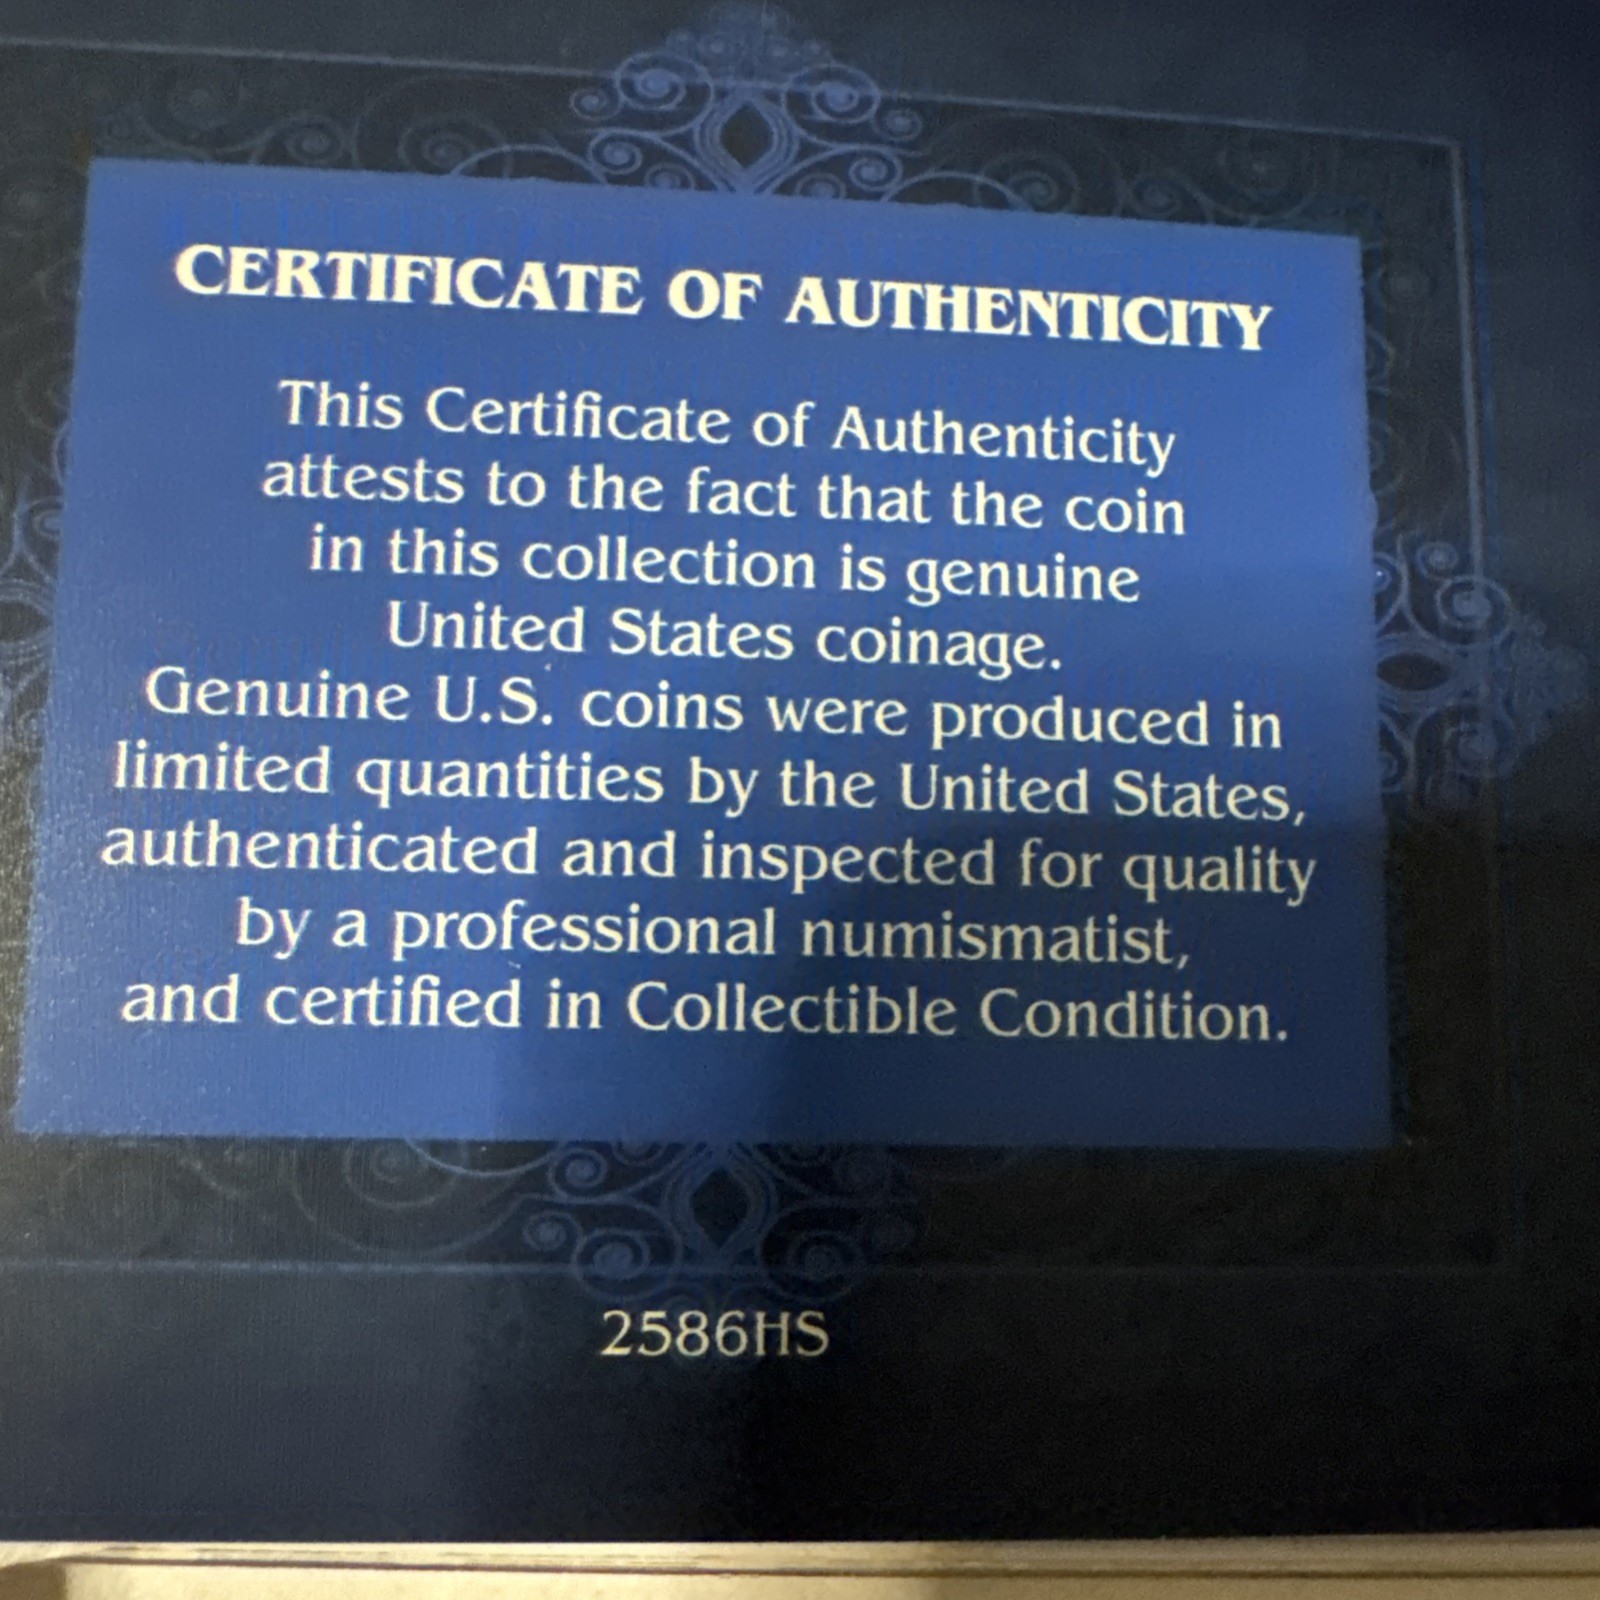 CERTIFICATE OF AUTHENTICITY
This Certificate of Authenticity
attests to the fact that the coin
in this collection is genuine
United States coinage.
Genuine U.S. coins were produced in
limited quantities by the United States,
authenticated and inspected for quality
by a professional numismatist,
and certified in Collectible Condition.
2586HS